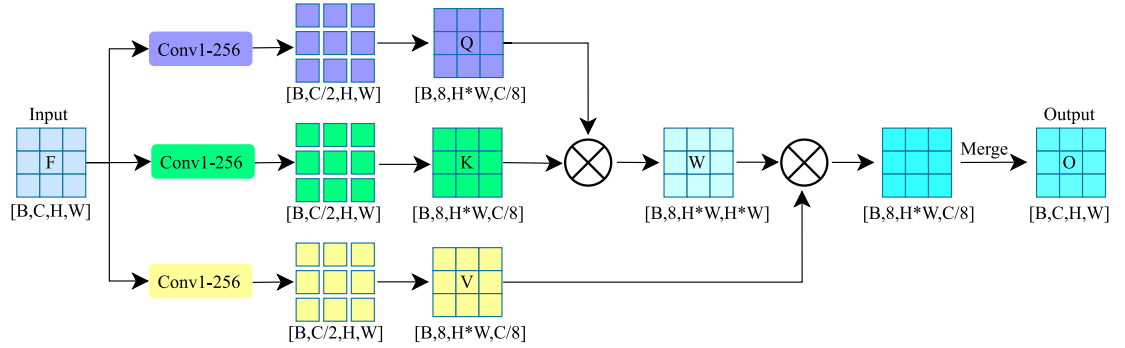 Conv1-256
Q
[B,C/2,H,W]
[B,8,H*W,C/8]
Input
F
[B,C,H,W]
Conv1-256
K
[B,C/2,H,W]
[B,8,H*W,C/8]
W
[B,8,H*W,H*W]
[B,8,H*W,C/8]
Merge
Output
O
[B,C,H,W]
Conv1-256
V
[B,C/2,H,W]
[B,8,H*W,C/8]